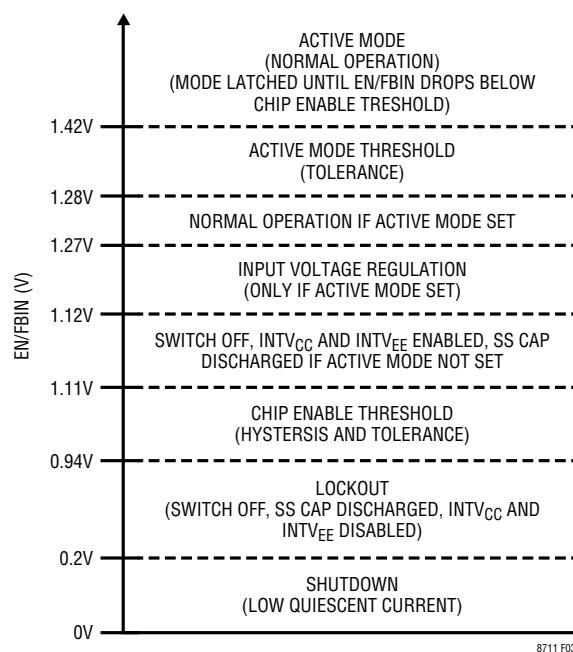 ACTIVE MODE
(NORMAL OPERATION)
(MODE LATCHED UNTIL EN/FBIN DROPS BELOW
CHIP ENABLE TRESHOLD)
1.42V
ACTIVE MODE THRESHOLD
(TOLERANCE)
1.28V
NORMAL OPERATION IF ACTIVE MODE SET
1.27V
INPUT VOLTAGE REGULATION
(ONLY IF ACTIVE MODE SET)
EN/FBIN (V)
1.12V
SWITCH OFF, INTVCC AND INTVEE ENABLED, SS CAP
DISCHARGED IF ACTIVE MODE NOT SET
1.11V
CHIP ENABLE THRESHOLD
(HYSTERSIS AND TOLERANCE)
0.94V
LOCKOUT
(SWITCH OFF, SS CAP DISCHARGED, INTVCC AND
INTVEE DISABLED)
0.2V
SHUTDOWN
(LOW QUIESCENT CURRENT)
0V
8711 F03